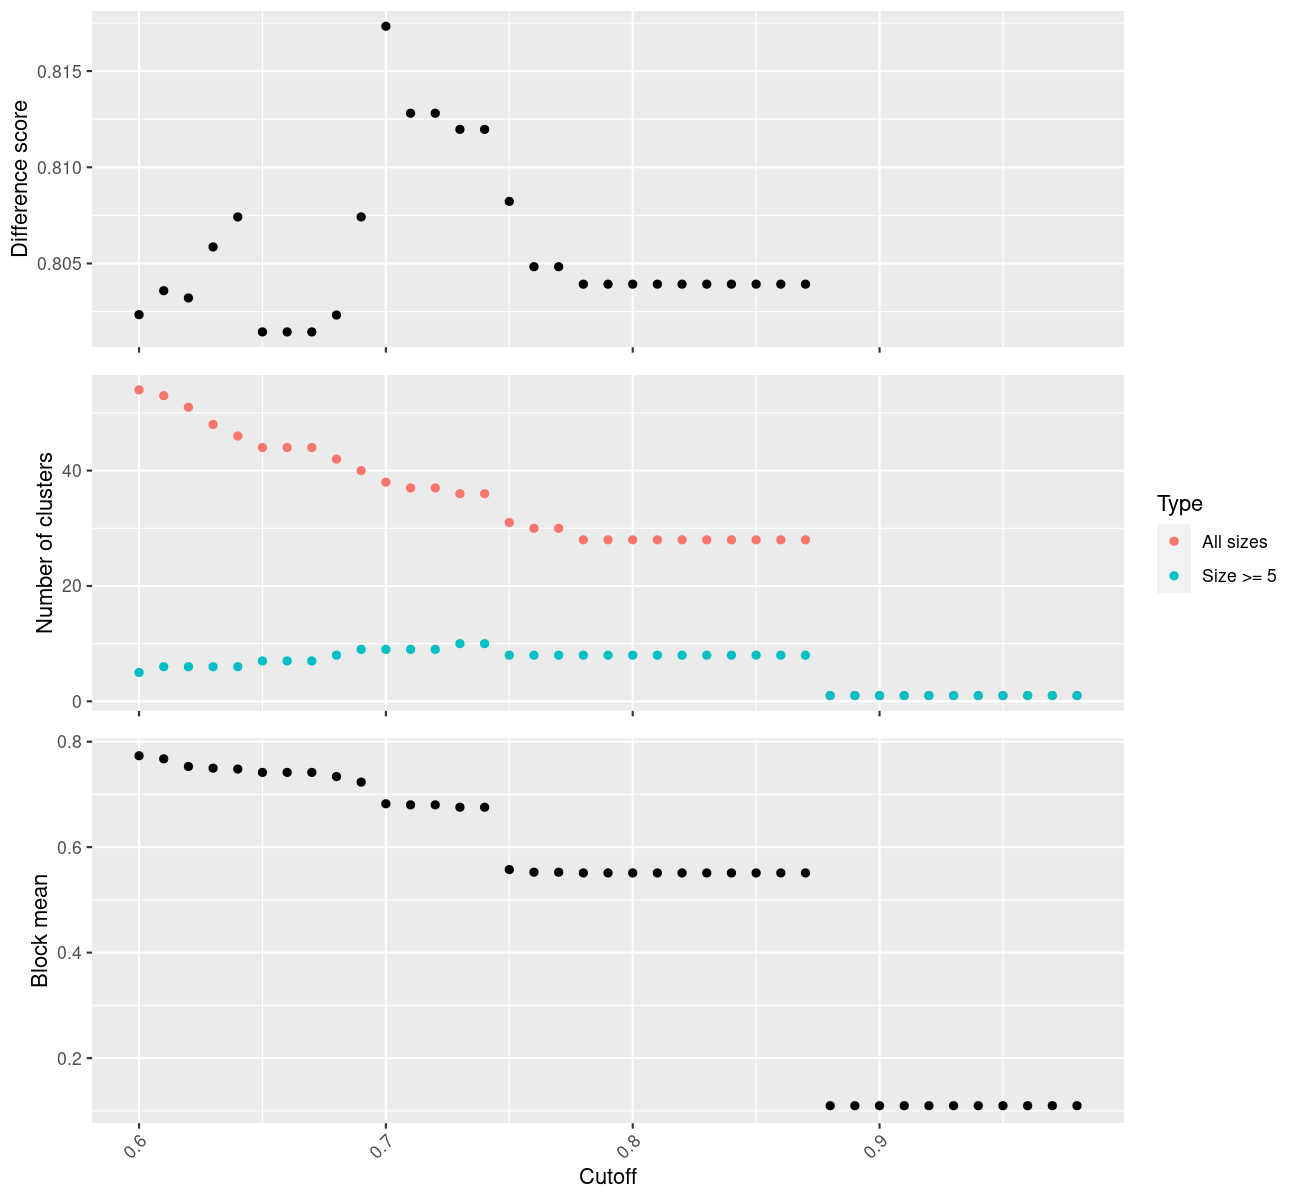 Difference score
0.815
0.810
0.805
Number of clusters
40
20
0
Type
All sizes
Size >= 5
Block mean
0.8
0.6
0.4
0.2
0.6 0.7 0.8 0.9
Cutoff